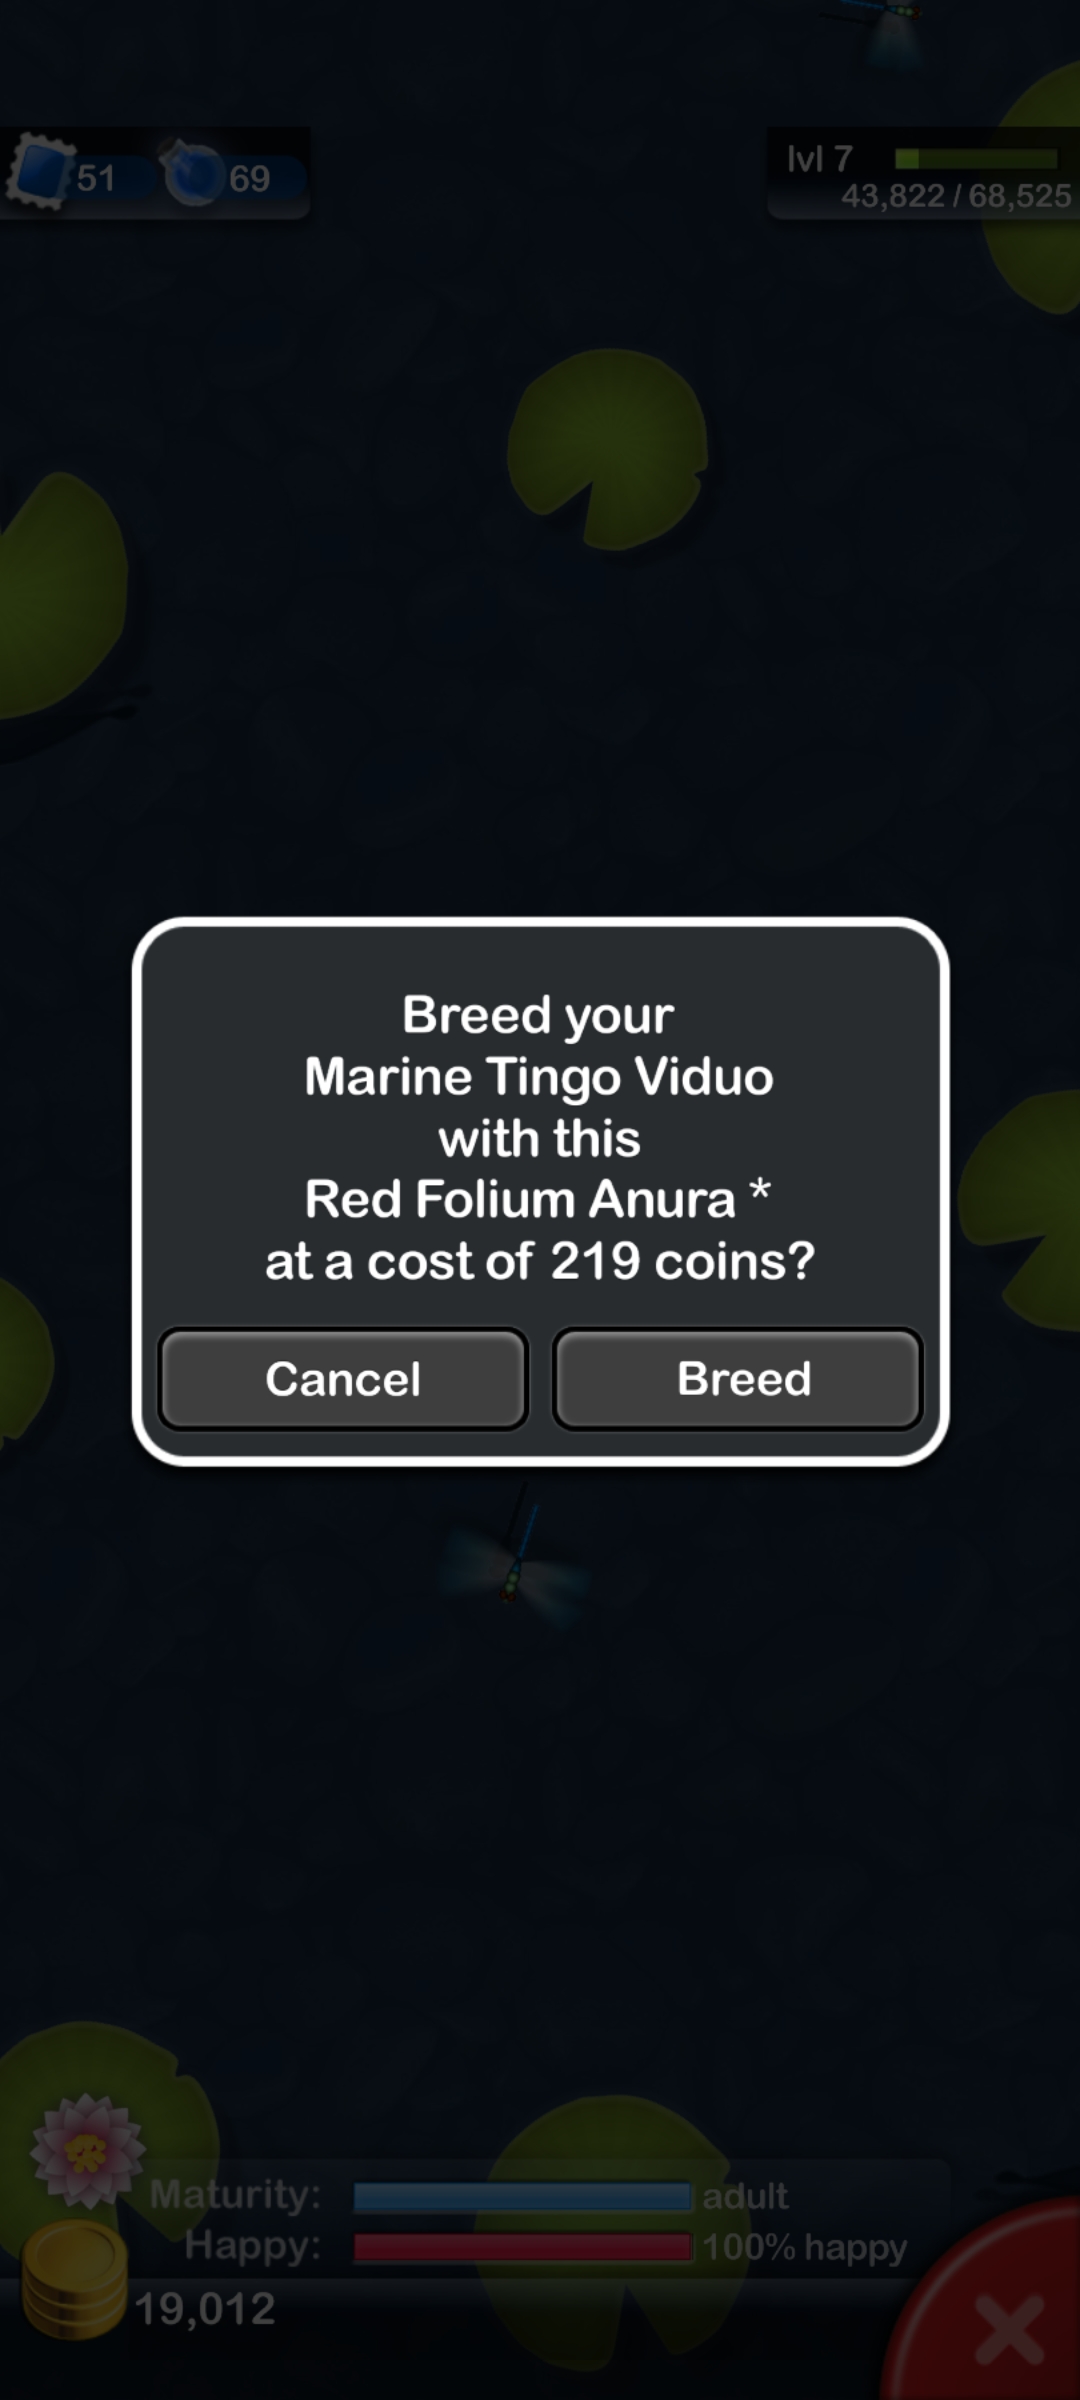 51 69
lvl 7
43,822 / 68,525
Breed your
Marine Tingo Viduo
with this
Red Folium Anura *
at a cost of 219 coins?
Cancel Breed
Maturity: adult
Happy: 100% happy
19,012